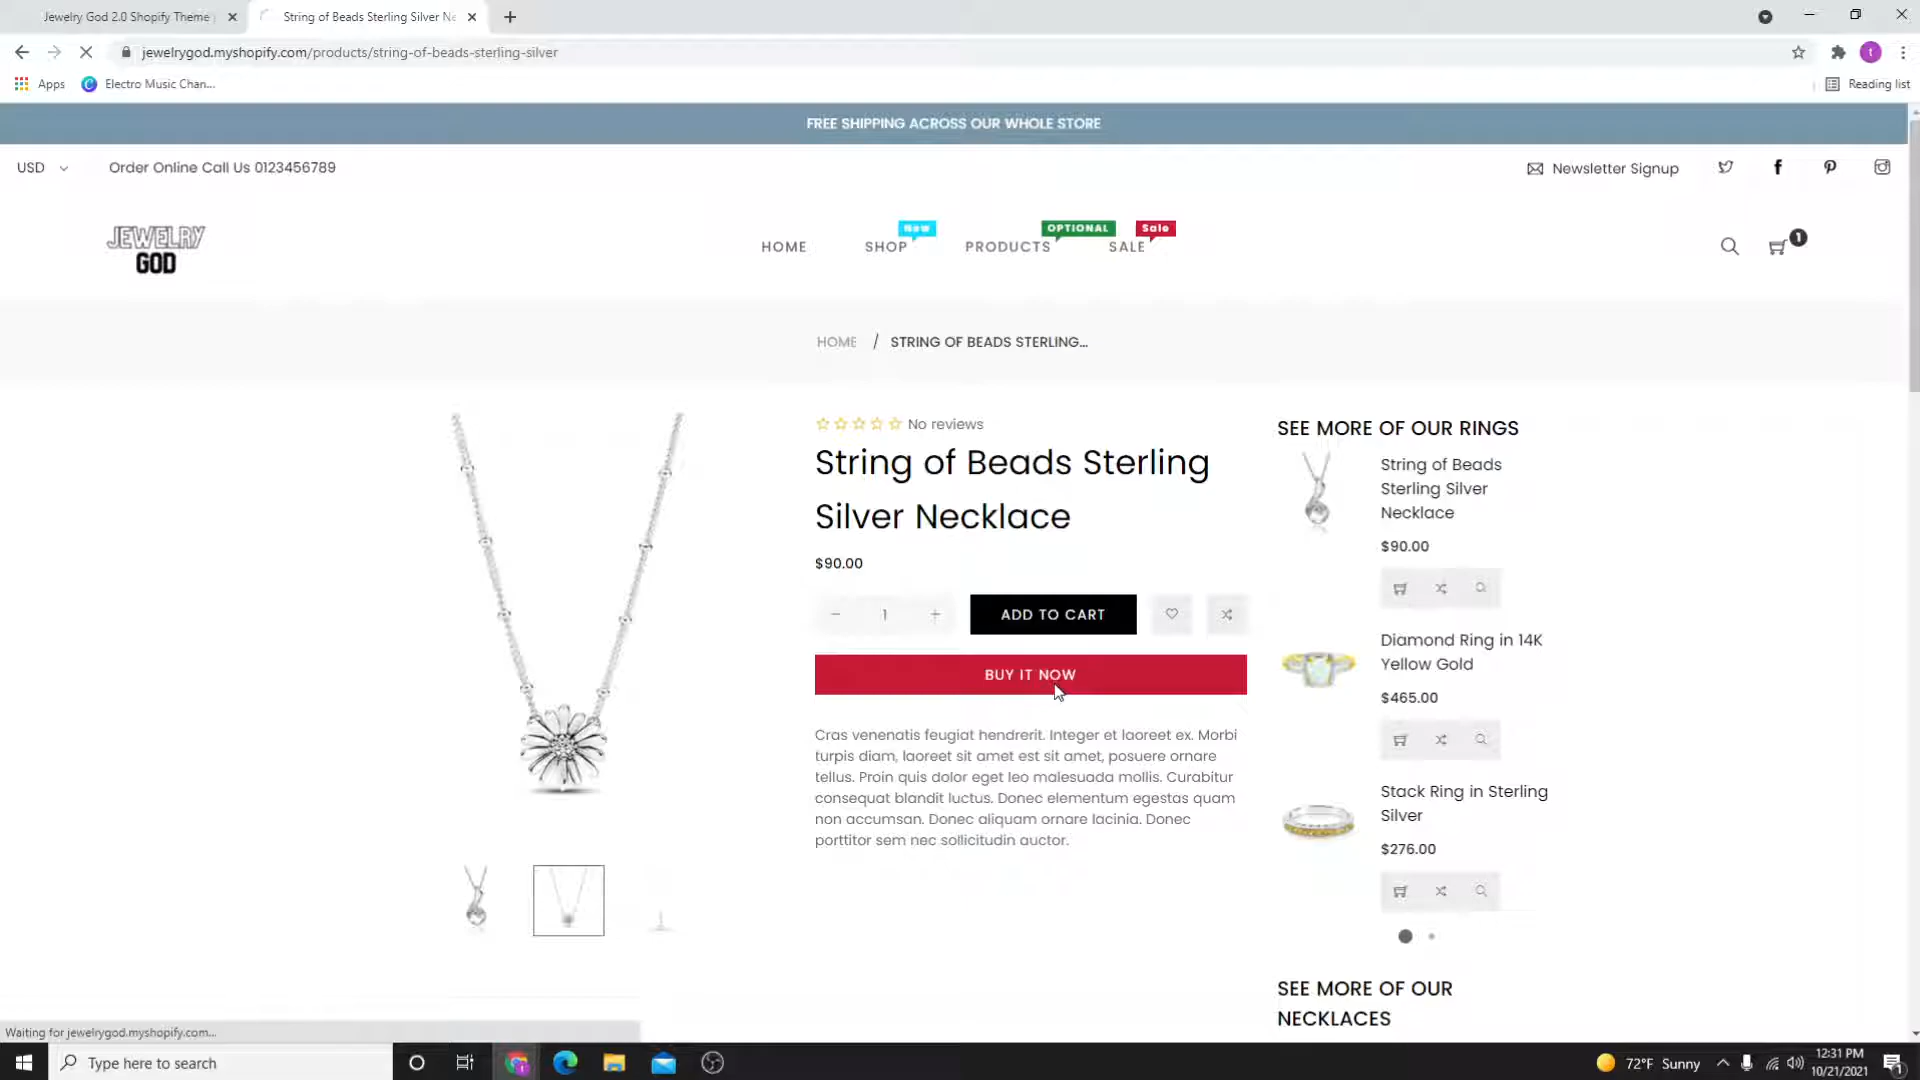 Jewelry God 2.0 Shopify Theme
String of Beads Sterling Silver Ne
jewelrygod.myshopify.com/products/string-of-beads-sterling-silver
t
Apps
Electro Music Chan...
Reading list
FREE SHIPPING ACROSS OUR WHOLE STORE
USD
Order Online Call Us 0123456789
Newsletter Signup
JEWELRY
GOD
HOME
SHOP
New
PRODUCTS
OPTIONAL
SALE
Sale
1
HOME / STRING OF BEADS STERLING...
No reviews
String of Beads Sterling
Silver Necklace
$90.00
− 1 +
ADD TO CART
BUY IT NOW
Cras venenatis feugiat hendrerit. Integer et laoreet ex. Morbi
turpis diam, laoreet sit amet est sit amet, posuere ornare
tellus. Proin quis dolor eget leo malesuada mollis. Curabitur
consequat blandit luctus. Donec elementum egestas quam
non accumsan. Donec aliquam ornare lacinia. Donec
porttitor sem nec sollicitudin auctor.
SEE MORE OF OUR RINGS
String of Beads
Sterling Silver
Necklace
$90.00
Diamond Ring in 14K
Yellow Gold
$465.00
Stack Ring in Sterling
Silver
$276.00
SEE MORE OF OUR
NECKLACES
Waiting for jewelrygod.myshopify.com...
Type here to search
72°F Sunny
12:31 PM
10/21/2021
1